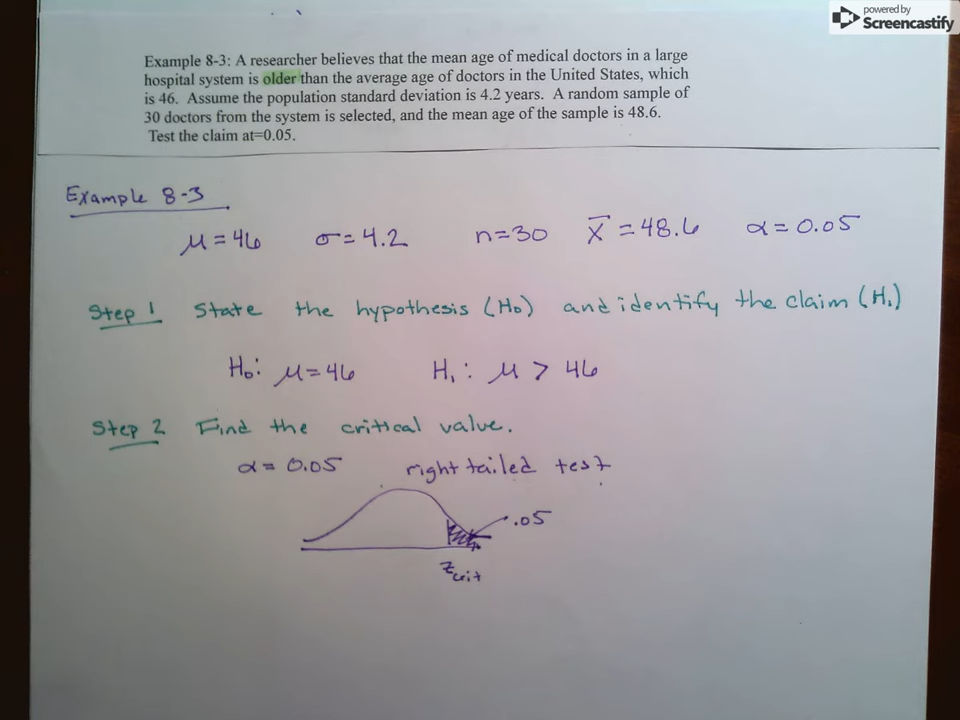 powered by
Screencastify
Example 8-3: A researcher believes that the mean age of medical doctors in a large
hospital system is older than the average age of doctors in the United States, which
is 46. Assume the population standard deviation is 4.2 years. A random sample of
30 doctors from the system is selected, and the mean age of the sample is 48.6.
Test the claim at=0.05.
Example 8-3
μ=46 σ=4.2 n=30 x̄=48.6 α=0.05
Step 1 State the hypothesis (H₀) and identify the claim (H₁)
H₀: μ=46 H₁: μ > 46
Step 2 Find the critical value.
α=0.05 right tailed test
.05
Zcrit